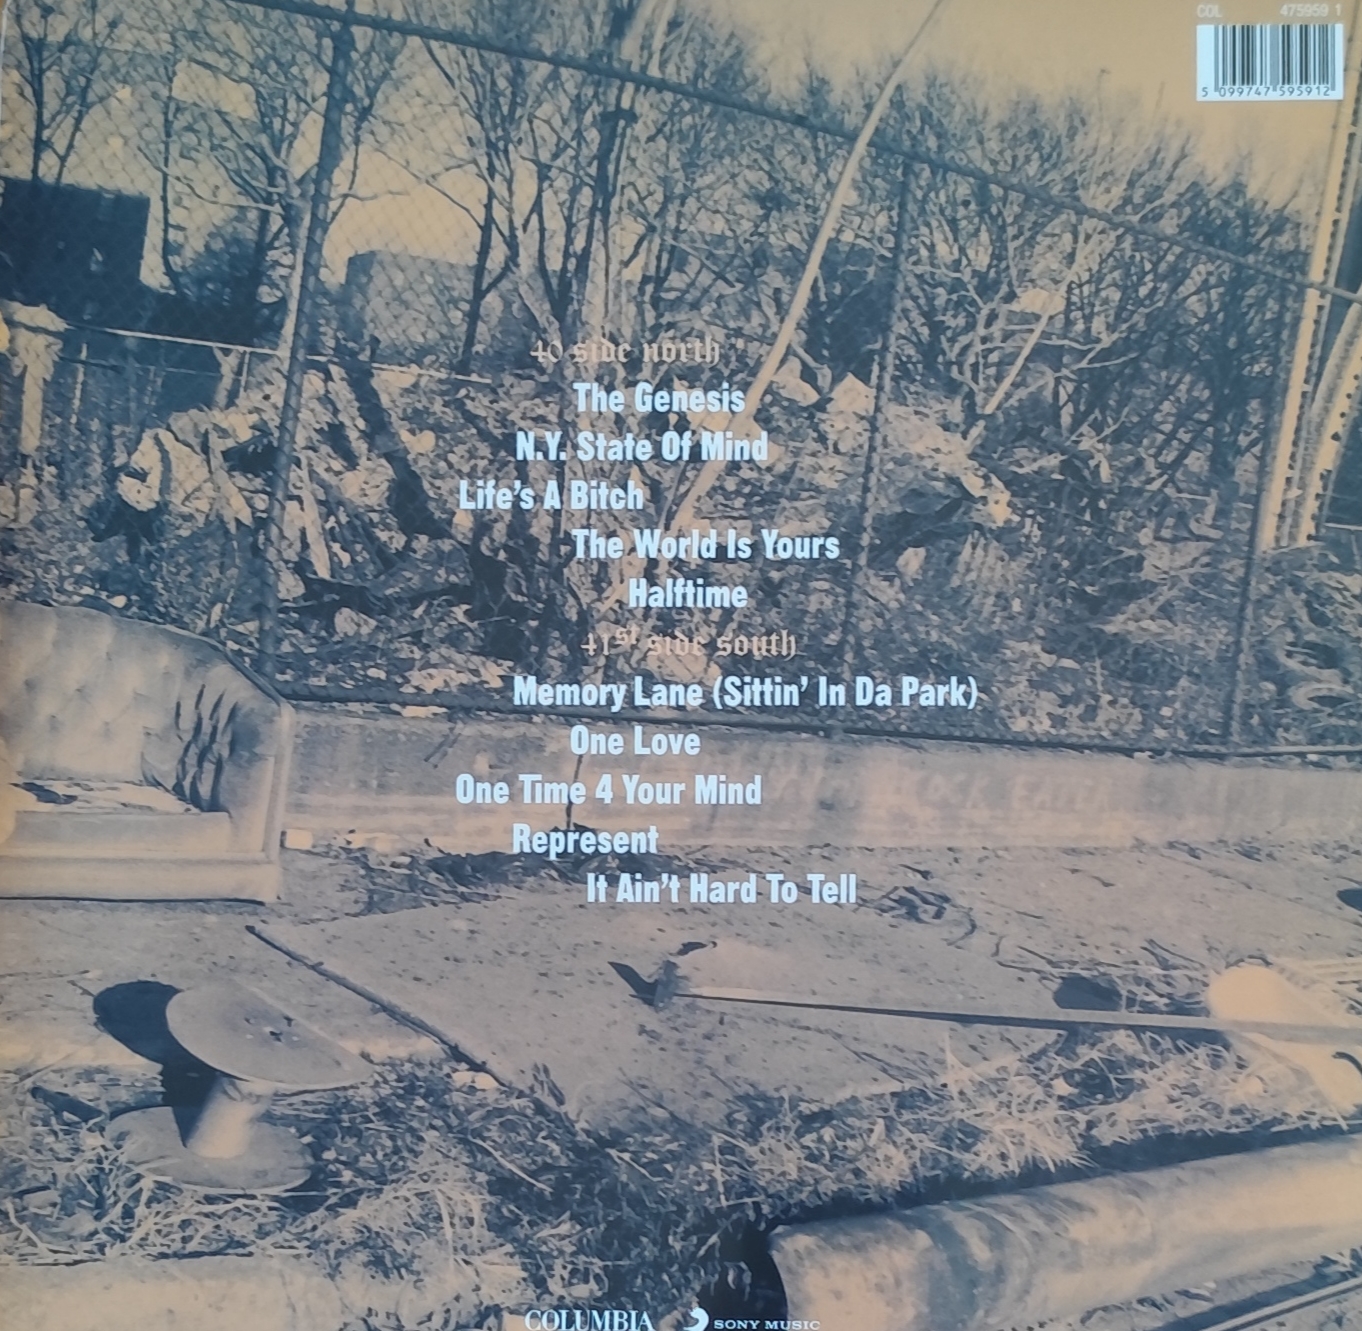 COL 475959 1
5 099747 595912
40 side north
The Genesis
N.Y. State Of Mind
Life's A Bitch
The World Is Yours
Halftime
41st side south
Memory Lane (Sittin' In Da Park)
One Love
One Time 4 Your Mind
Represent
It Ain't Hard To Tell
COLUMBIA SONY MUSIC